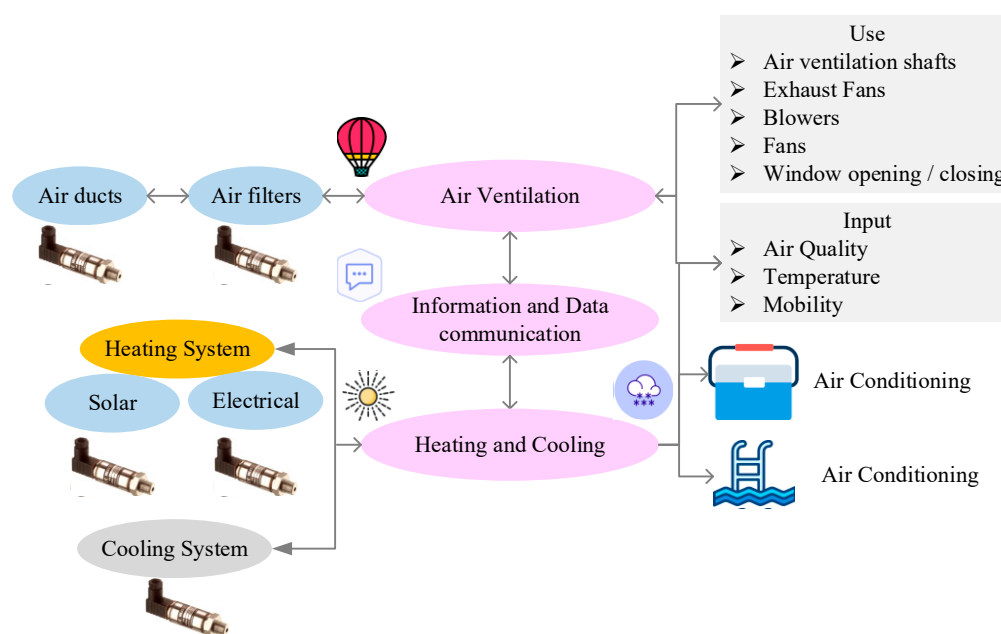 Use
Air ventilation shafts
Exhaust Fans
Blowers
Fans
Window opening / closing
Air ducts
Air filters
Air Ventilation
Input
Air Quality
Temperature
Mobility
Information and Data
communication
Heating System
Solar
Electrical
Heating and Cooling
Air Conditioning
Air Conditioning
Cooling System